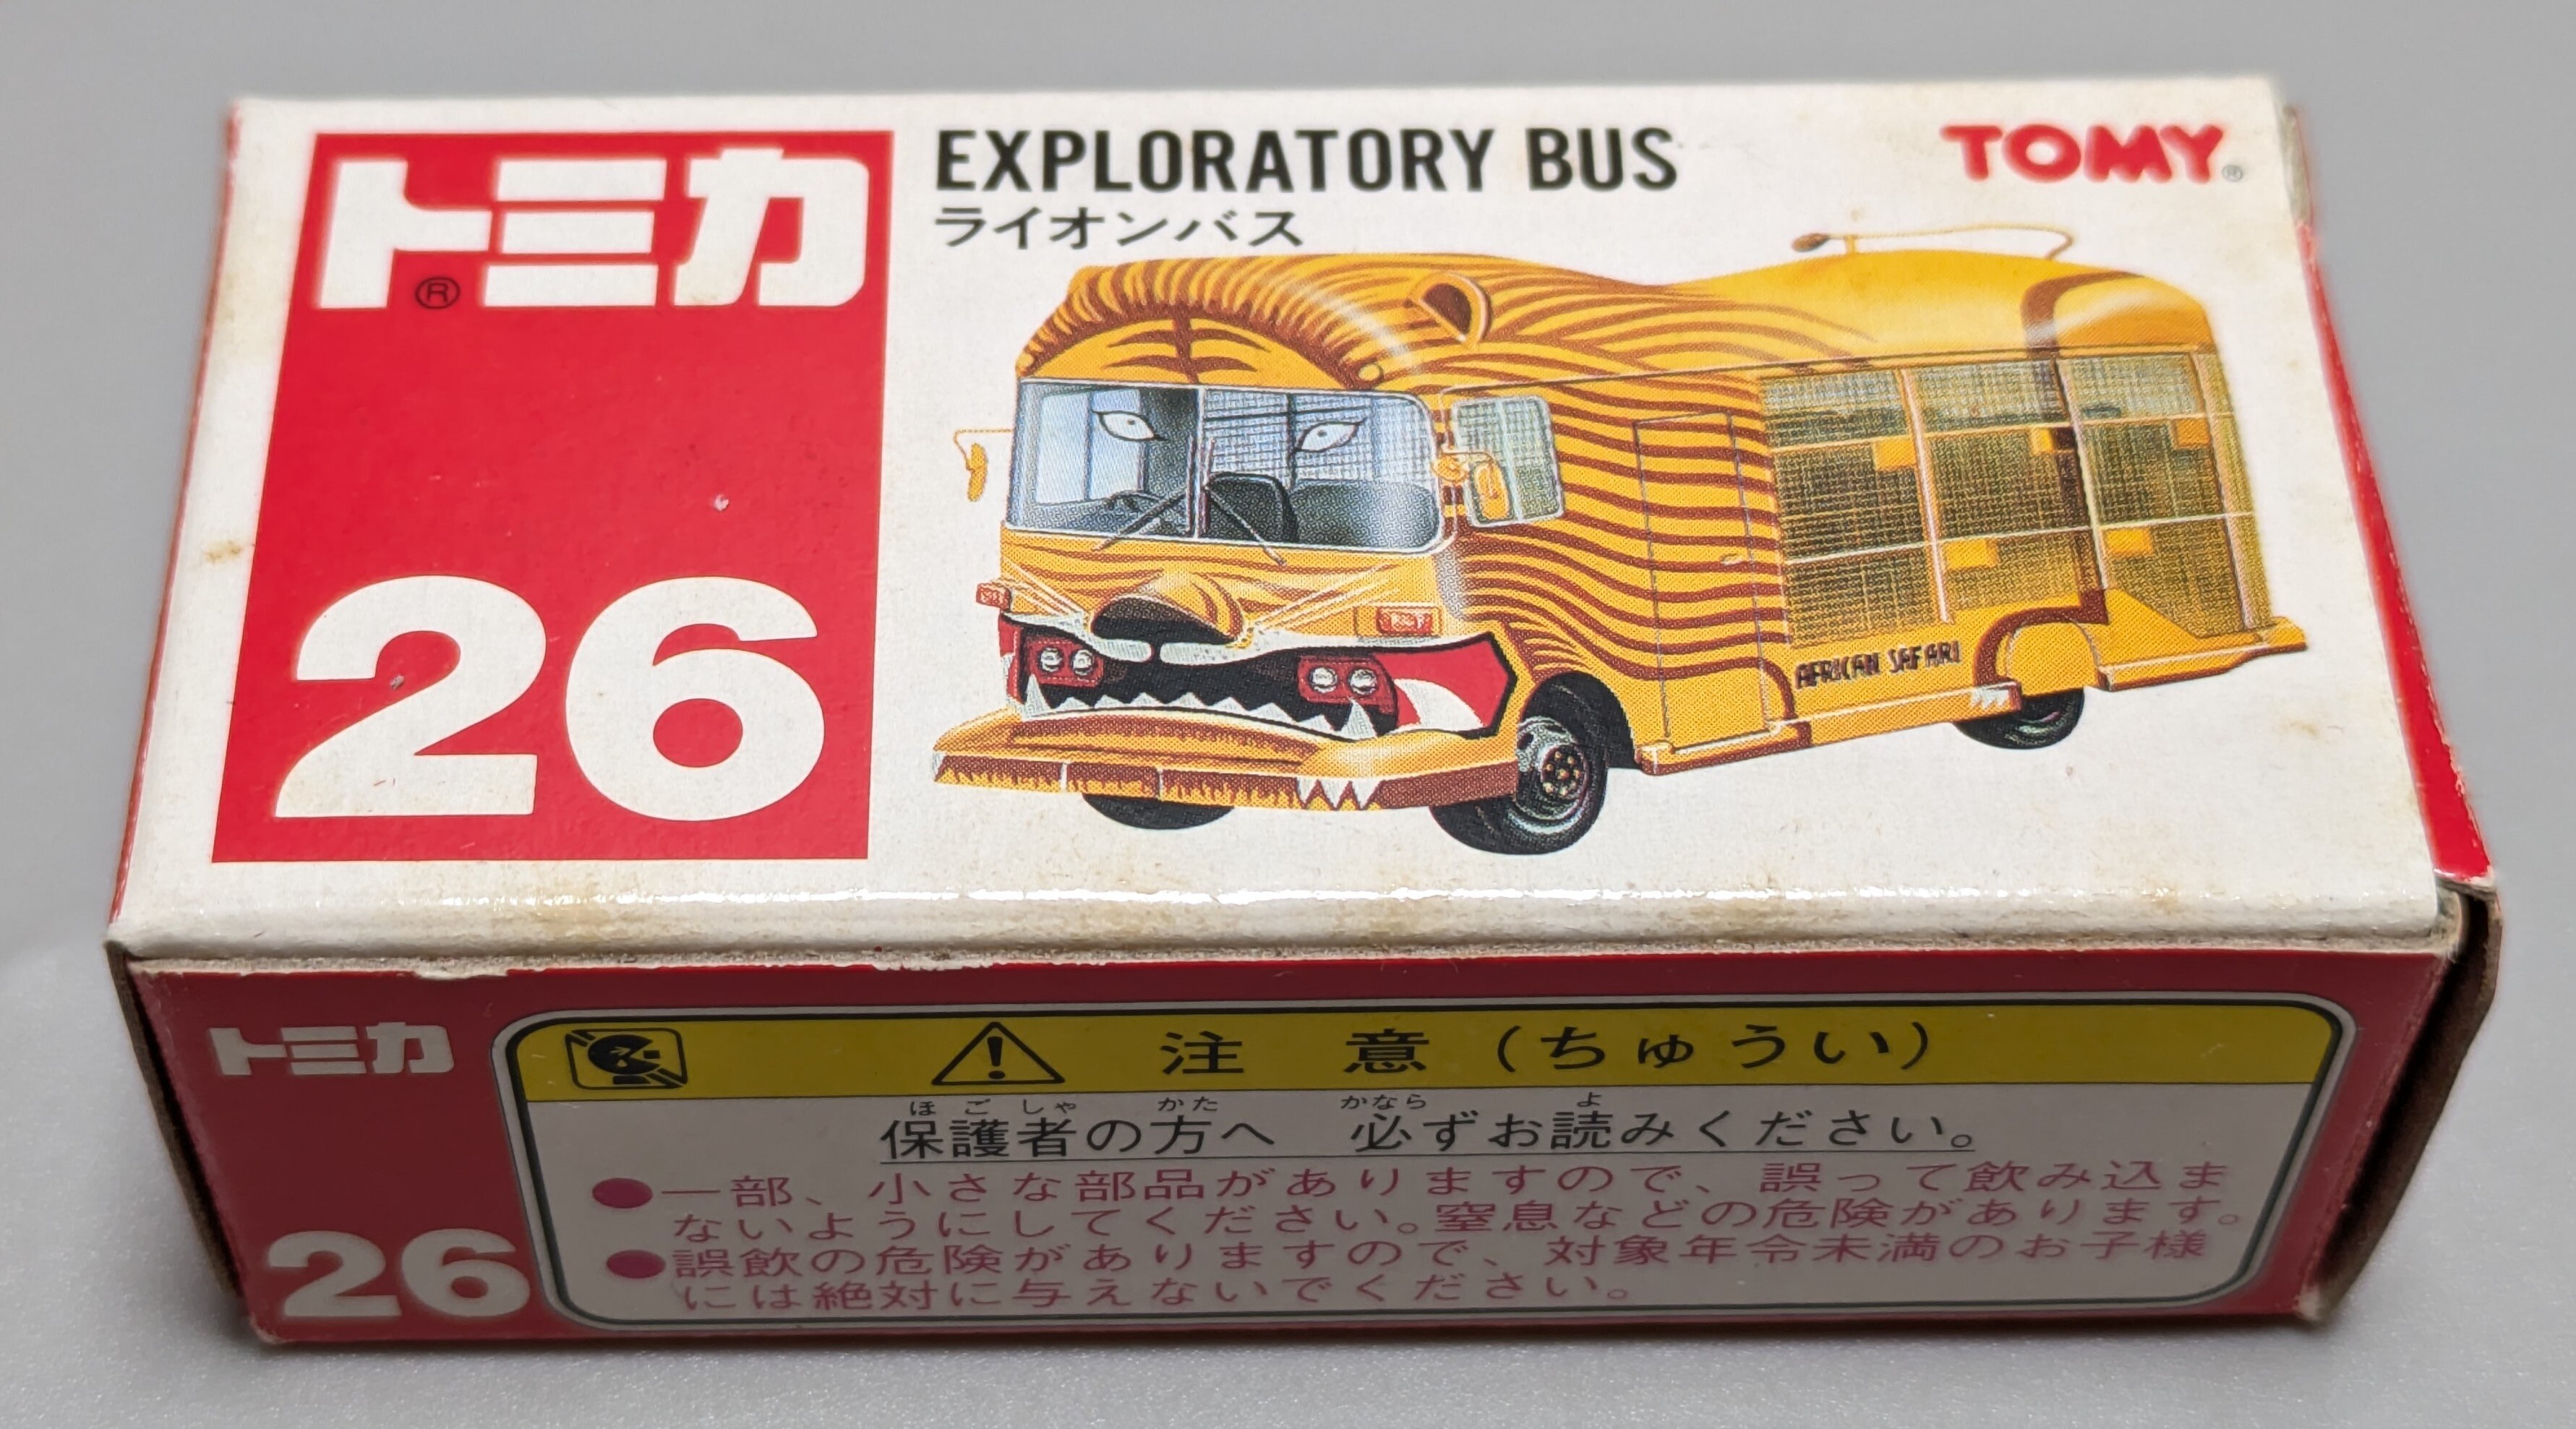 トミカ®
26
EXPLORATORY BUS
ライオンバス
TOMY®
AFRICAN SAFARI
トミカ
26
注意(ちゅうい)
ほごしゃ かた かなら よ
保護者の方へ 必ずお読みください。
●一部、小さな部品がありますので、誤って飲み込ま
ないようにしてください。窒息などの危険があります。
●誤飲の危険がありますので、対象年令未満のお子様
には絶対に与えないでください。